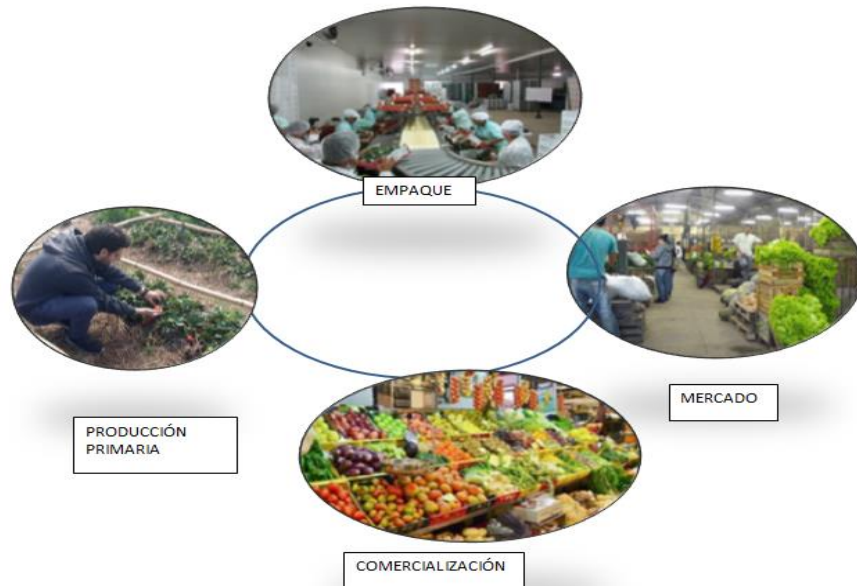 EMPAQUE
MERCADO
PRODUCCIÓN
PRIMARIA
COMERCIALIZACIÓN